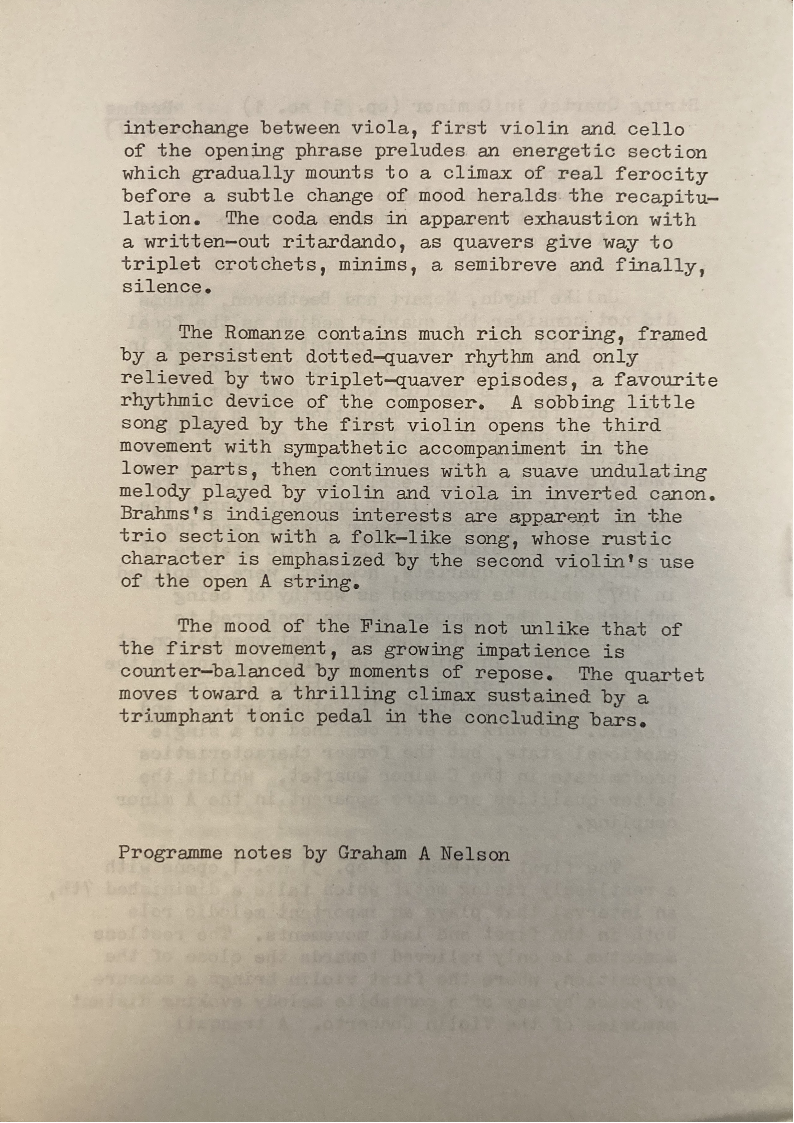 interchange between viola, first violin and cello
of the opening phrase preludes an energetic section
which gradually mounts to a climax of real ferocity
before a subtle change of mood heralds the recapitu-
lation.  The coda ends in apparent exhaustion with
a written-out ritardando, as quavers give way to
triplet crotchets, minims, a semibreve and finally,
silence.

The Romanze contains much rich scoring, framed
by a persistent dotted-quaver rhythm and only
relieved by two triplet-quaver episodes, a favourite
rhythmic device of the composer.  A sobbing little
song played by the first violin opens the third
movement with sympathetic accompaniment in the
lower parts, then continues with a suave undulating
melody played by violin and viola in inverted canon.
Brahms's indigenous interests are apparent in the
trio section with a folk-like song, whose rustic
character is emphasized by the second violin's use
of the open A string.

The mood of the Finale is not unlike that of
the first movement, as growing impatience is
counter-balanced by moments of repose.  The quartet
moves toward a thrilling climax sustained by a
triumphant tonic pedal in the concluding bars.

Programme notes by Graham A Nelson